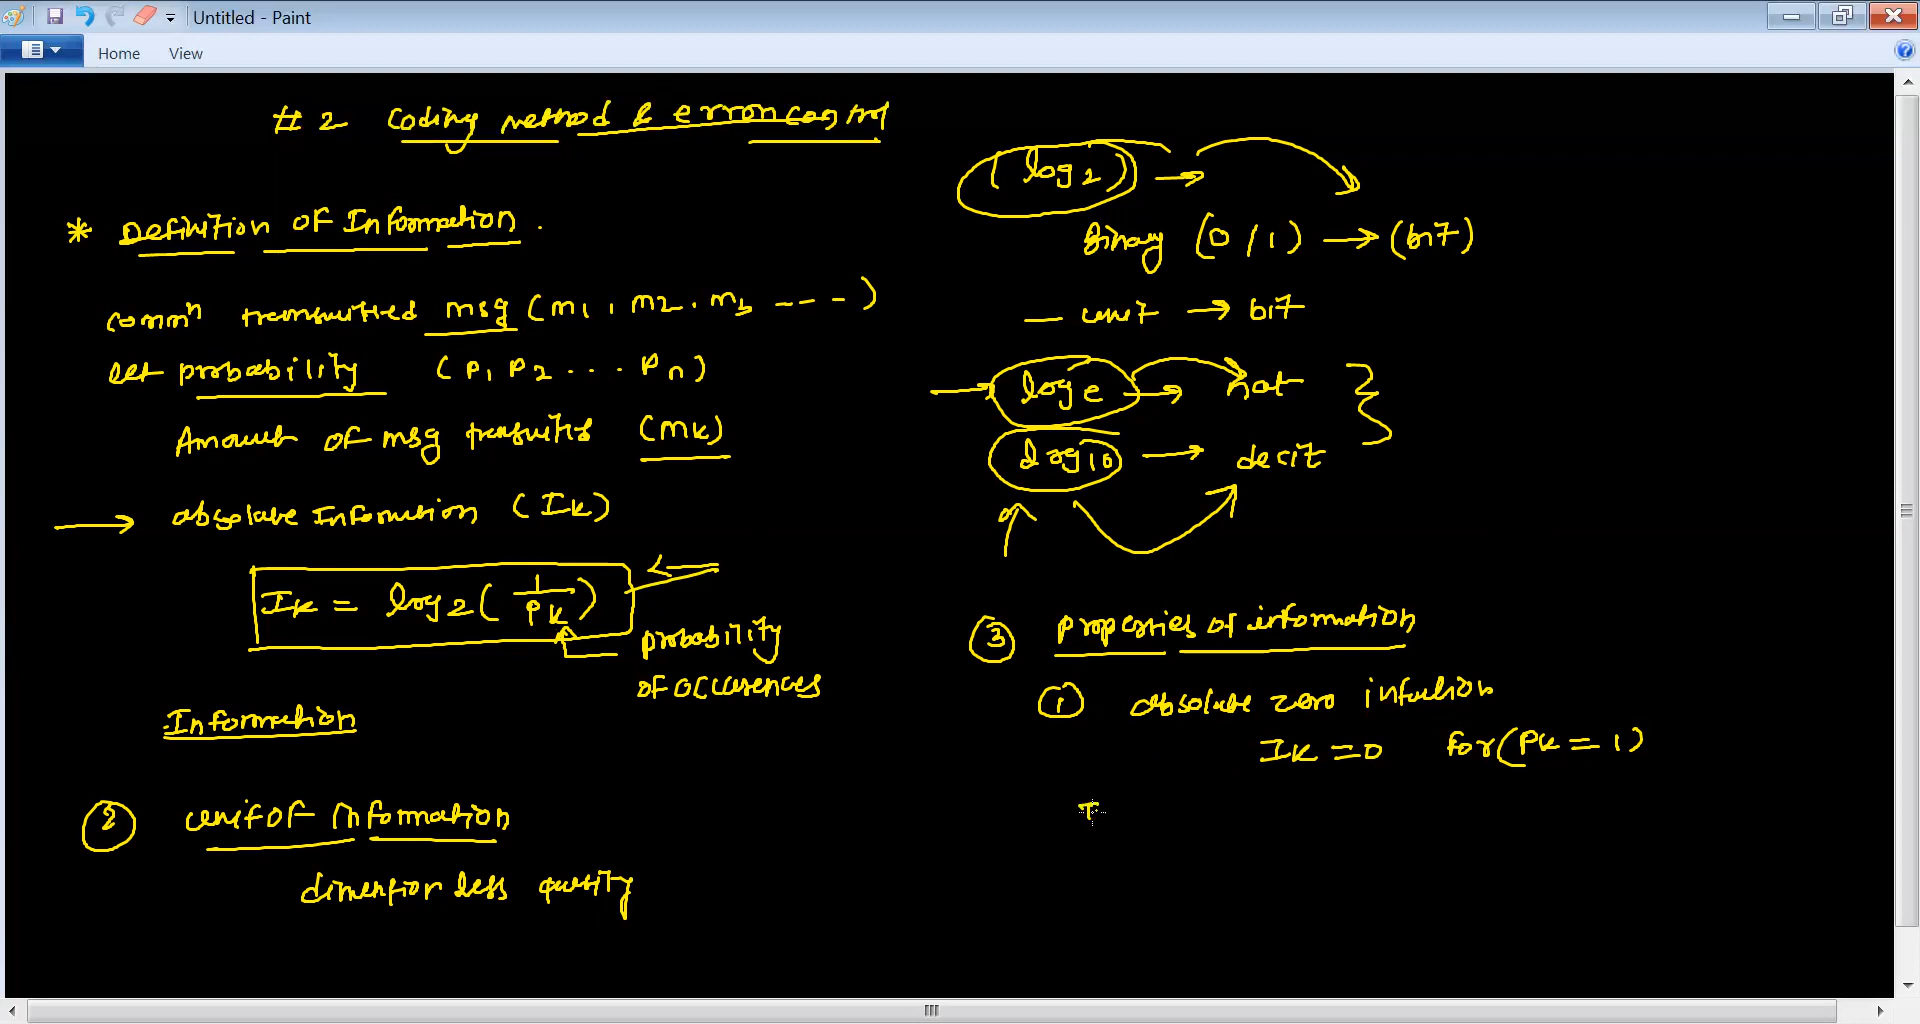 Untitled - Paint
Home View
# 2 Coding method & error control
* Definition of Information .
commn transmitted msg (m1, m2, m3 ---- )
let probability (P1 P2 ... Pn)
Amount of msg transmitted (mk)
→ absolute Information (Ik)
Ik = log2 ( 1/Pk )
probability
of occurences
Information
② unit of Information
dimension less quantity
(log2) →
Binary (0/1) → (bit)
— unit → bit
→ loge → nat
log10 → decit
③ properties of information
① absolute zero
Ik = 0 for (Pk = 1)